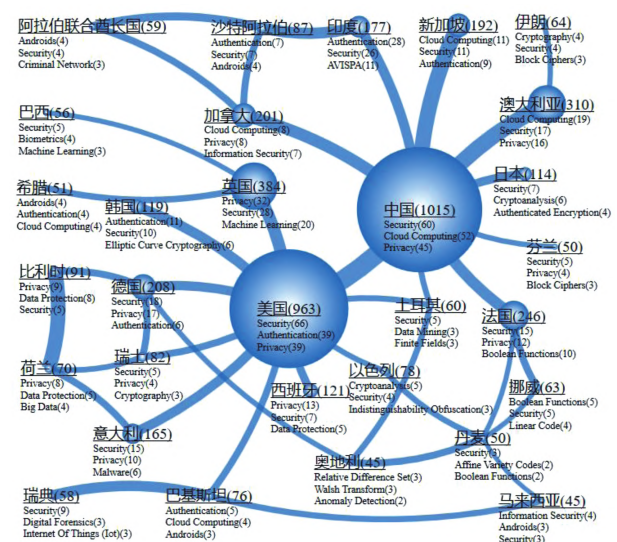 阿拉伯联合酋长国(59)
Androids(4)
Security(4)
Criminal Network(3)
沙特阿拉伯(87)
Authentication(7)
Security(7)
Androids(4)
印度(177)
Authentication(28)
Security(26)
AVISPA(11)
新加坡(192)
Cloud Computing(11)
Security(11)
Authentication(9)
伊朗(64)
Cryptography(4)
Security(4)
Block Ciphers(3)
巴西(56)
Security(5)
Biometrics(4)
Machine Learning(3)
加拿大(201)
Cloud Computing(8)
Privacy(8)
Information Security(7)
澳大利亚(310)
Cloud Computing(19)
Security(17)
Privacy(16)
希腊(51)
Androids(4)
Authentication(4)
Cloud Computing(4)
韩国(119)
Authentication(11)
Security(10)
Elliptic Curve Cryptography(6)
英国(384)
Privacy(32)
Security(28)
Machine Learning(20)
中国(1015)
Security(60)
Cloud Computing(52)
Privacy(45)
日本(114)
Security(7)
Cryptoanalysis(6)
Authenticated Encryption(4)
芬兰(50)
Security(5)
Privacy(4)
Block Ciphers(3)
比利时(91)
Privacy(9)
Data Protection(8)
Security(5)
德国(208)
Security(18)
Privacy(17)
Authentication(6)
美国(963)
Security(66)
Authentication(39)
Privacy(39)
土耳其(60)
Security(5)
Data Mining(3)
Finite Fields(3)
法国(246)
Security(15)
Privacy(12)
Boolean Functions(10)
荷兰(70)
Privacy(8)
Data Protection(5)
Big Data(4)
瑞士(82)
Security(5)
Privacy(4)
Cryptography(3)
西班牙(121)
Privacy(13)
Security(7)
Data Protection(5)
以色列(78)
Cryptoanalysis(5)
Security(4)
Indistinguishability Obfuscation(3)
挪威(63)
Boolean Functions(5)
Security(5)
Linear Code(4)
意大利(165)
Security(15)
Privacy(10)
Malware(6)
奥地利(45)
Relative Difference Set(3)
Walsh Transform(3)
Anomaly Detection(2)
丹麦(50)
Security(3)
Affine Variety Codes(2)
Boolean Functions(2)
瑞典(58)
Security(9)
Digital Forensics(3)
Internet Of Things (Iot)(3)
巴基斯坦(76)
Authentication(5)
Cloud Computing(4)
Androids(3)
马来西亚(45)
Information Security(4)
Androids(3)
Security(3)